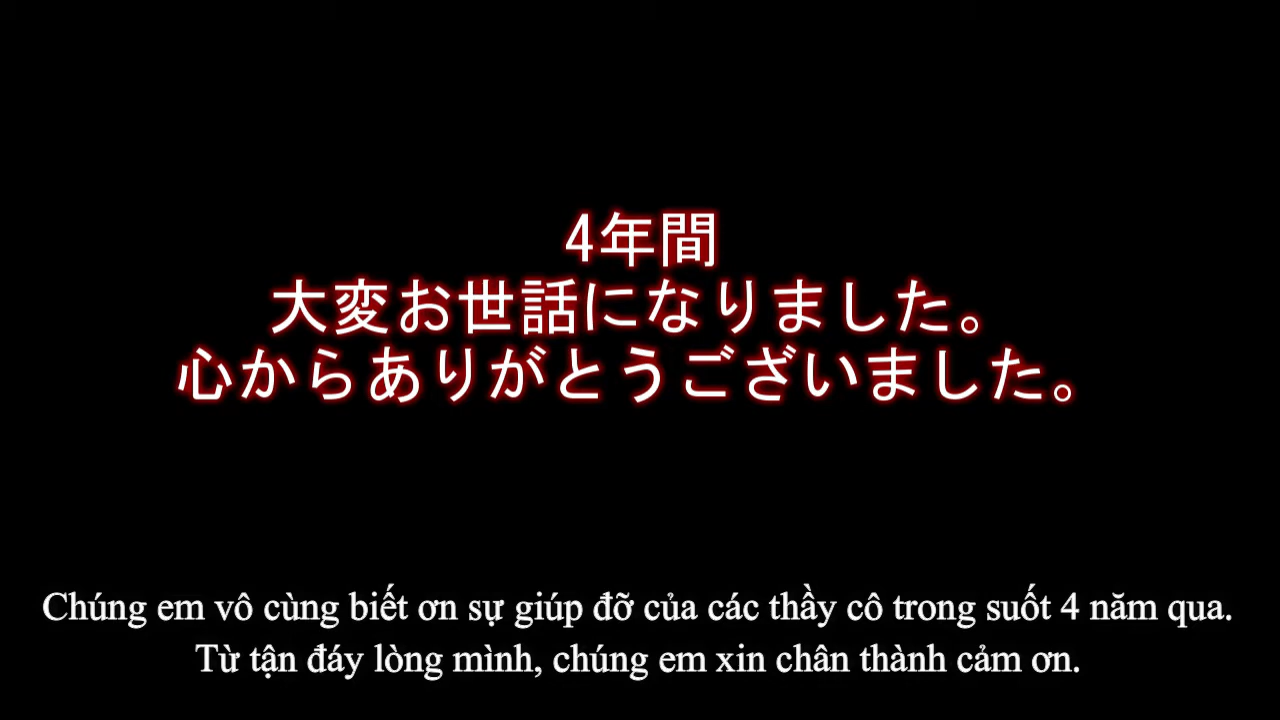 4年間
大変お世話になりました。
心からありがとうございました。
Chúng em vô cùng biết ơn sự giúp đỡ của các thầy cô trong suốt 4 năm qua.
Từ tận đáy lòng mình, chúng em xin chân thành cảm ơn.